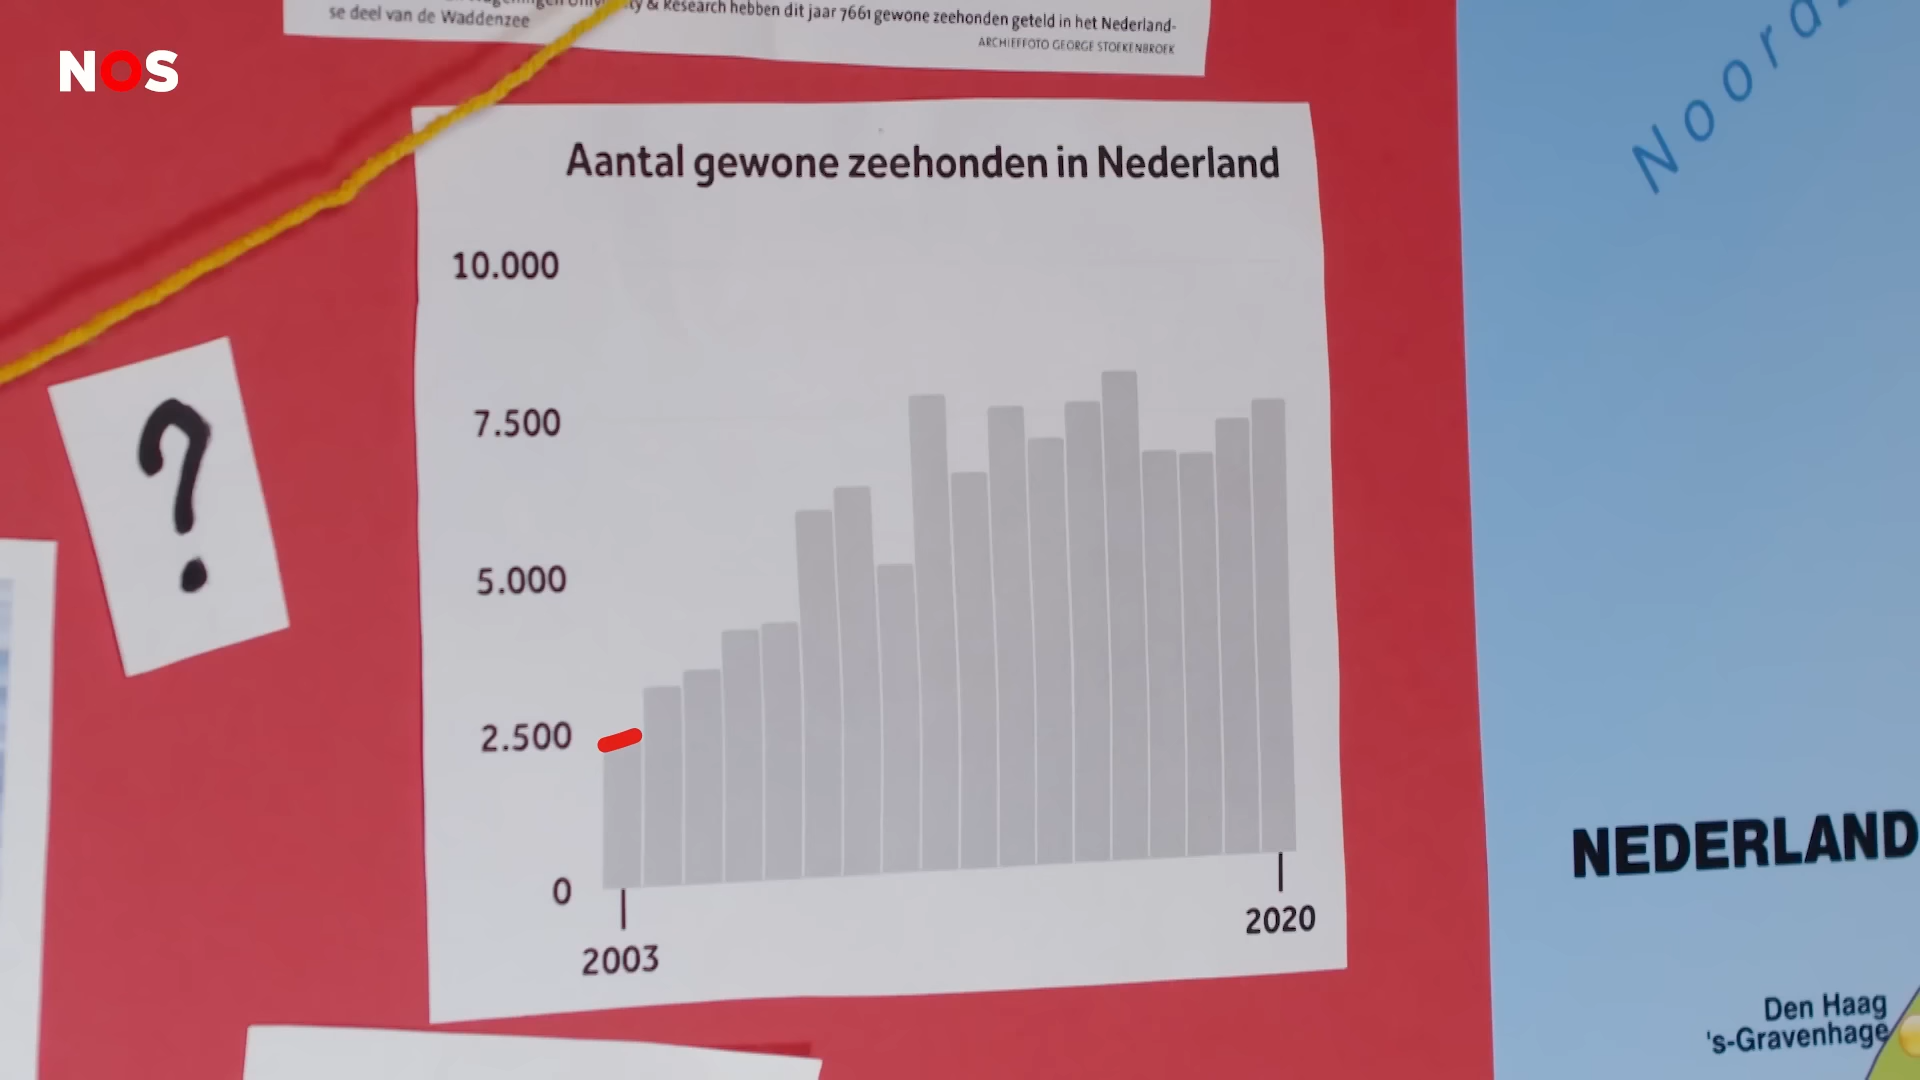 & Research hebben dit jaar 7661 gewone zeehonden geteld in het Nederland-
se deel van de Waddenzee
ARCHIEFFOTO GEORGE STOEKENBROEK
NOS
Aantal gewone zeehonden in Nederland
10.000
7.500
5.000
2.500
0
2003
2020
?
NEDERLAND
Den Haag
's-Gravenhage